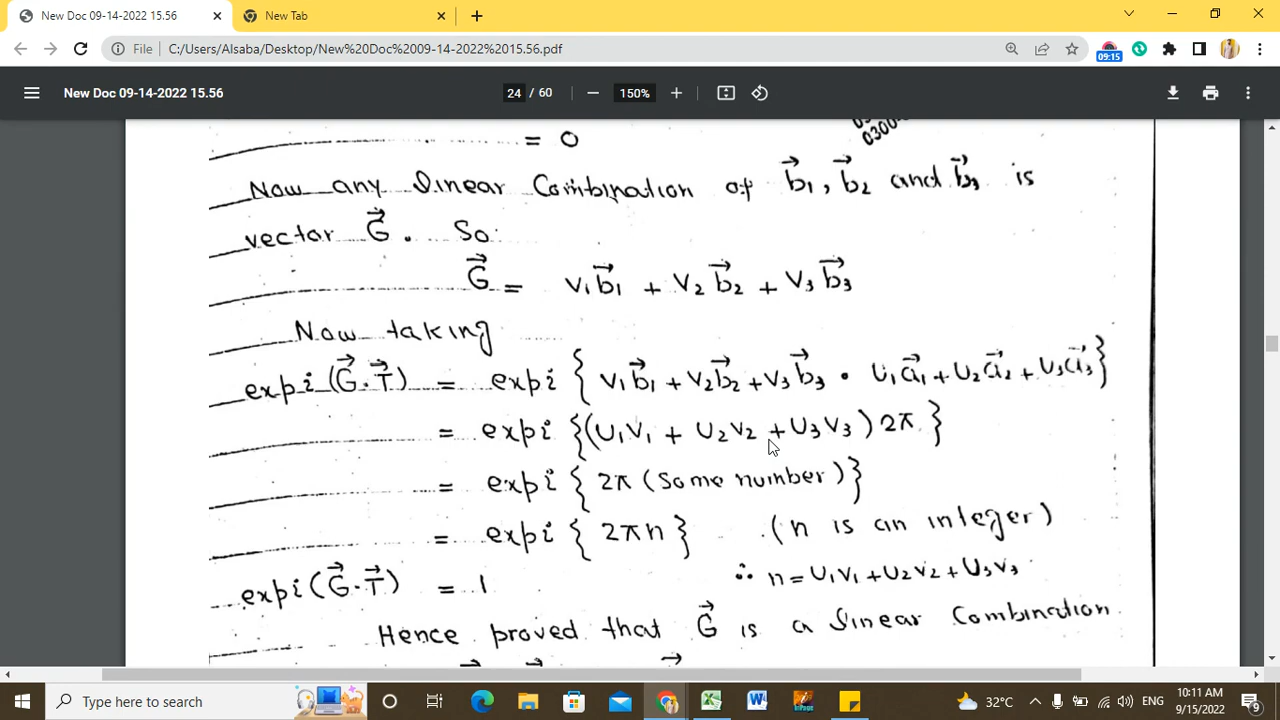 New Doc 09-14-2022 15.56
New Tab
File
C:/Users/Alsaba/Desktop/New%20Doc%2009-14-2022%2015.56.pdf
09:15
New Doc 09-14-2022 15.56
24 / 60
150%
0300
= 0
Now any linear Combination of b⃗1, b⃗2 and b⃗3 is
vector G⃗. So
G⃗ = v1b⃗1 + v2b⃗2 + v3b⃗3
Now taking
expi(G⃗.T⃗) = expi {v1b⃗1 + v2b⃗2 + v3b⃗3 . u1a⃗1 + u2a⃗2 + u3a⃗3}
= expi {(u1v1 + u2v2 + u3v3) 2π}
= expi {2π (some number)}
= expi {2πn} (n is an integer)
expi(G⃗.T⃗) = 1 ∴ n = u1v1 + u2v2 + u3v3
Hence proved that G⃗ is a linear Combination
Type here to search
32°C
ENG
10:11 AM
9/15/2022
9